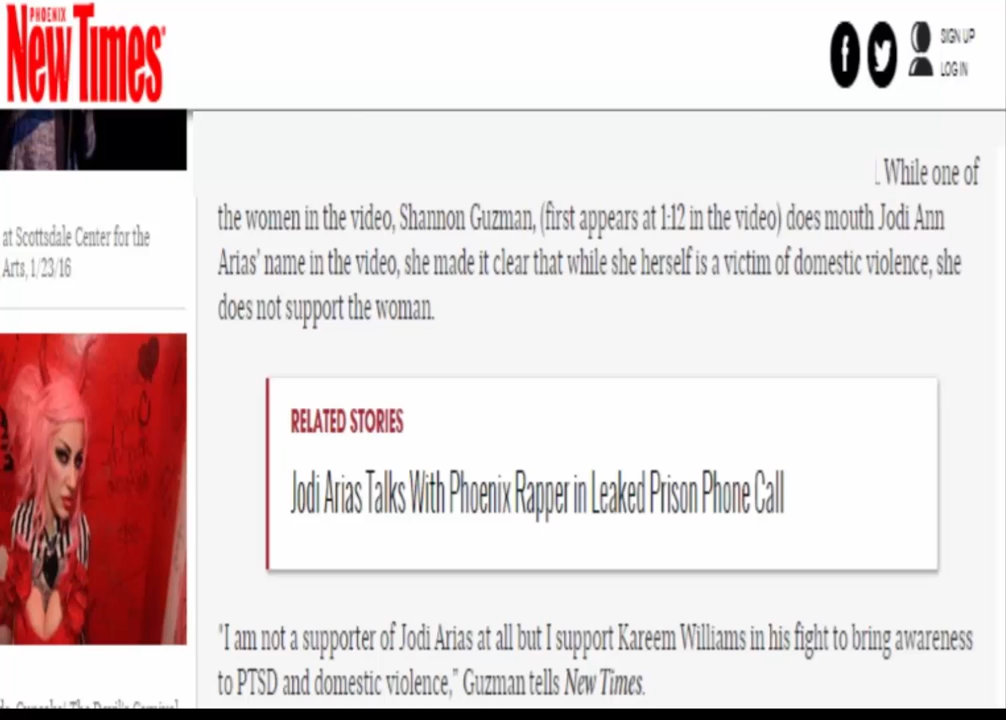 PHOENIX
New Times
SIGN UP
LOG IN
. While one of
the women in the video, Shannon Guzman, (first appears at 1:12 in the video) does mouth Jodi Ann
Arias' name in the video, she made it clear that while she herself is a victim of domestic violence, she
does not support the woman.
at Scottsdale Center for the
Arts, 1/23/16
RELATED STORIES
Jodi Arias Talks With Phoenix Rapper in Leaked Prison Phone Call
"I am not a supporter of Jodi Arias at all but I support Kareem Williams in his fight to bring awareness
to PTSD and domestic violence," Guzman tells New Times.